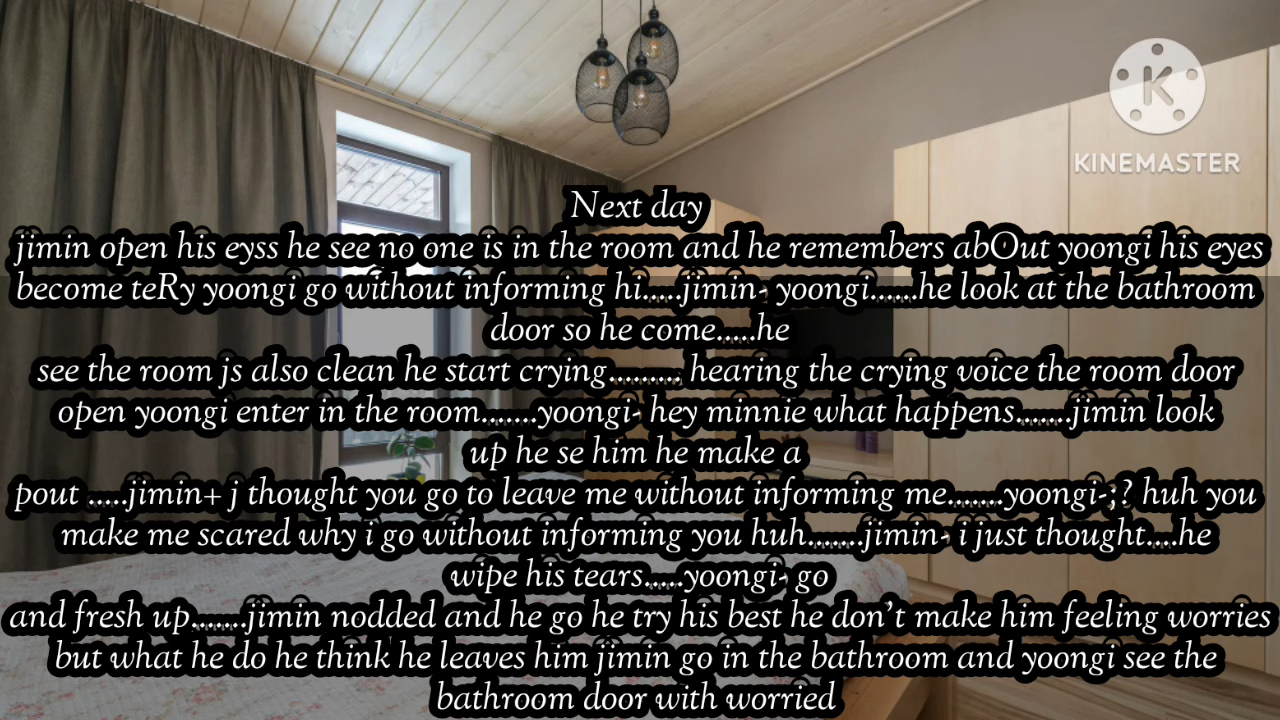 KINEMASTER
Next day
jimin open his eyss he see no one is in the room and he remembers abOut yoongi his eyes
become teRy yoongi go without informing hi.....jimin- yoongi......he look at the bathroom
door so he come.....he
see the room js also clean he start crying.......... hearing the crying voice the room door
open yoongi enter in the room.......yoongi- hey minnie what happens.......jimin look
up he se him he make a
pout .....jimin+ j thought you go to leave me without informing me.......yoongi-;? huh you
make me scared why i go without informing you huh.......jimin- i just thought....he
wipe his tears.....yoongi- go
and fresh up.......jimin nodded and he go he try his best he don't make him feeling worries
but what he do he think he leaves him jimin go in the bathroom and yoongi see the
bathroom door with worried